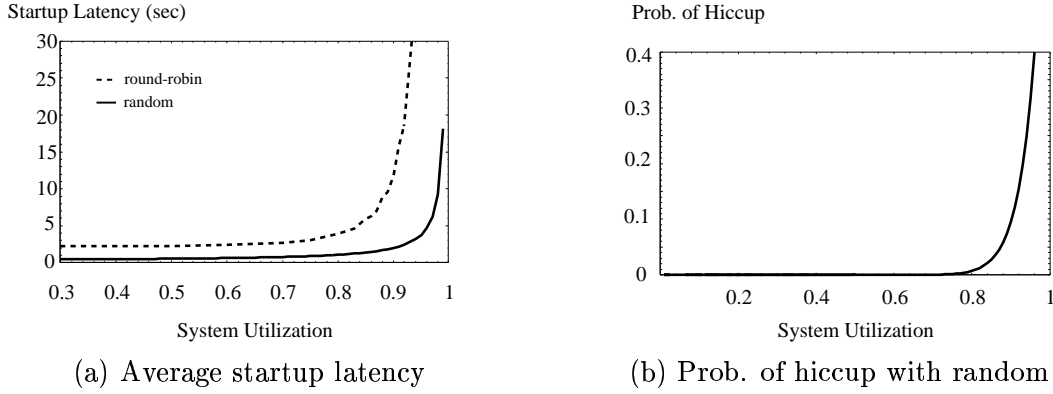 Startup Latency (sec)
30
25
20
15
10
5
0
round-robin
random
0.3 0.4 0.5 0.6 0.7 0.8 0.9 1
System Utilization
(a) Average startup latency
Prob. of Hiccup
0.4
0.3
0.2
0.1
0
0.2 0.4 0.6 0.8 1
System Utilization
(b) Prob. of hiccup with random